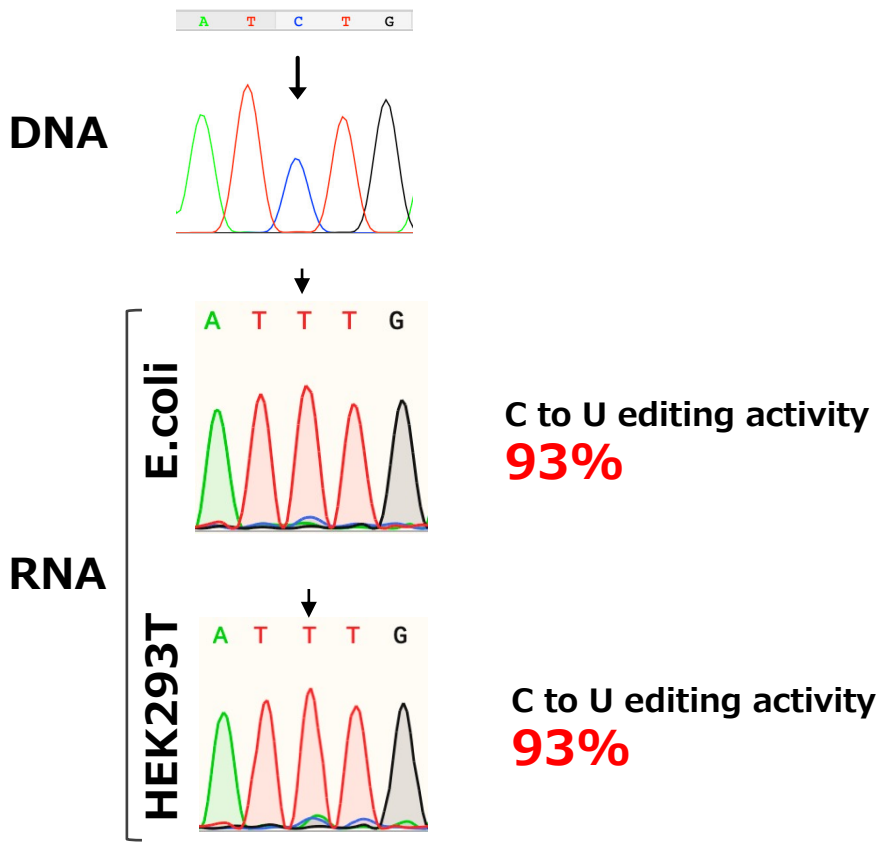 A T C T G
DNA
A T T T G
E.coli
C to U editing activity
93%
RNA
A T T T G
HEK293T
C to U editing activity
93%